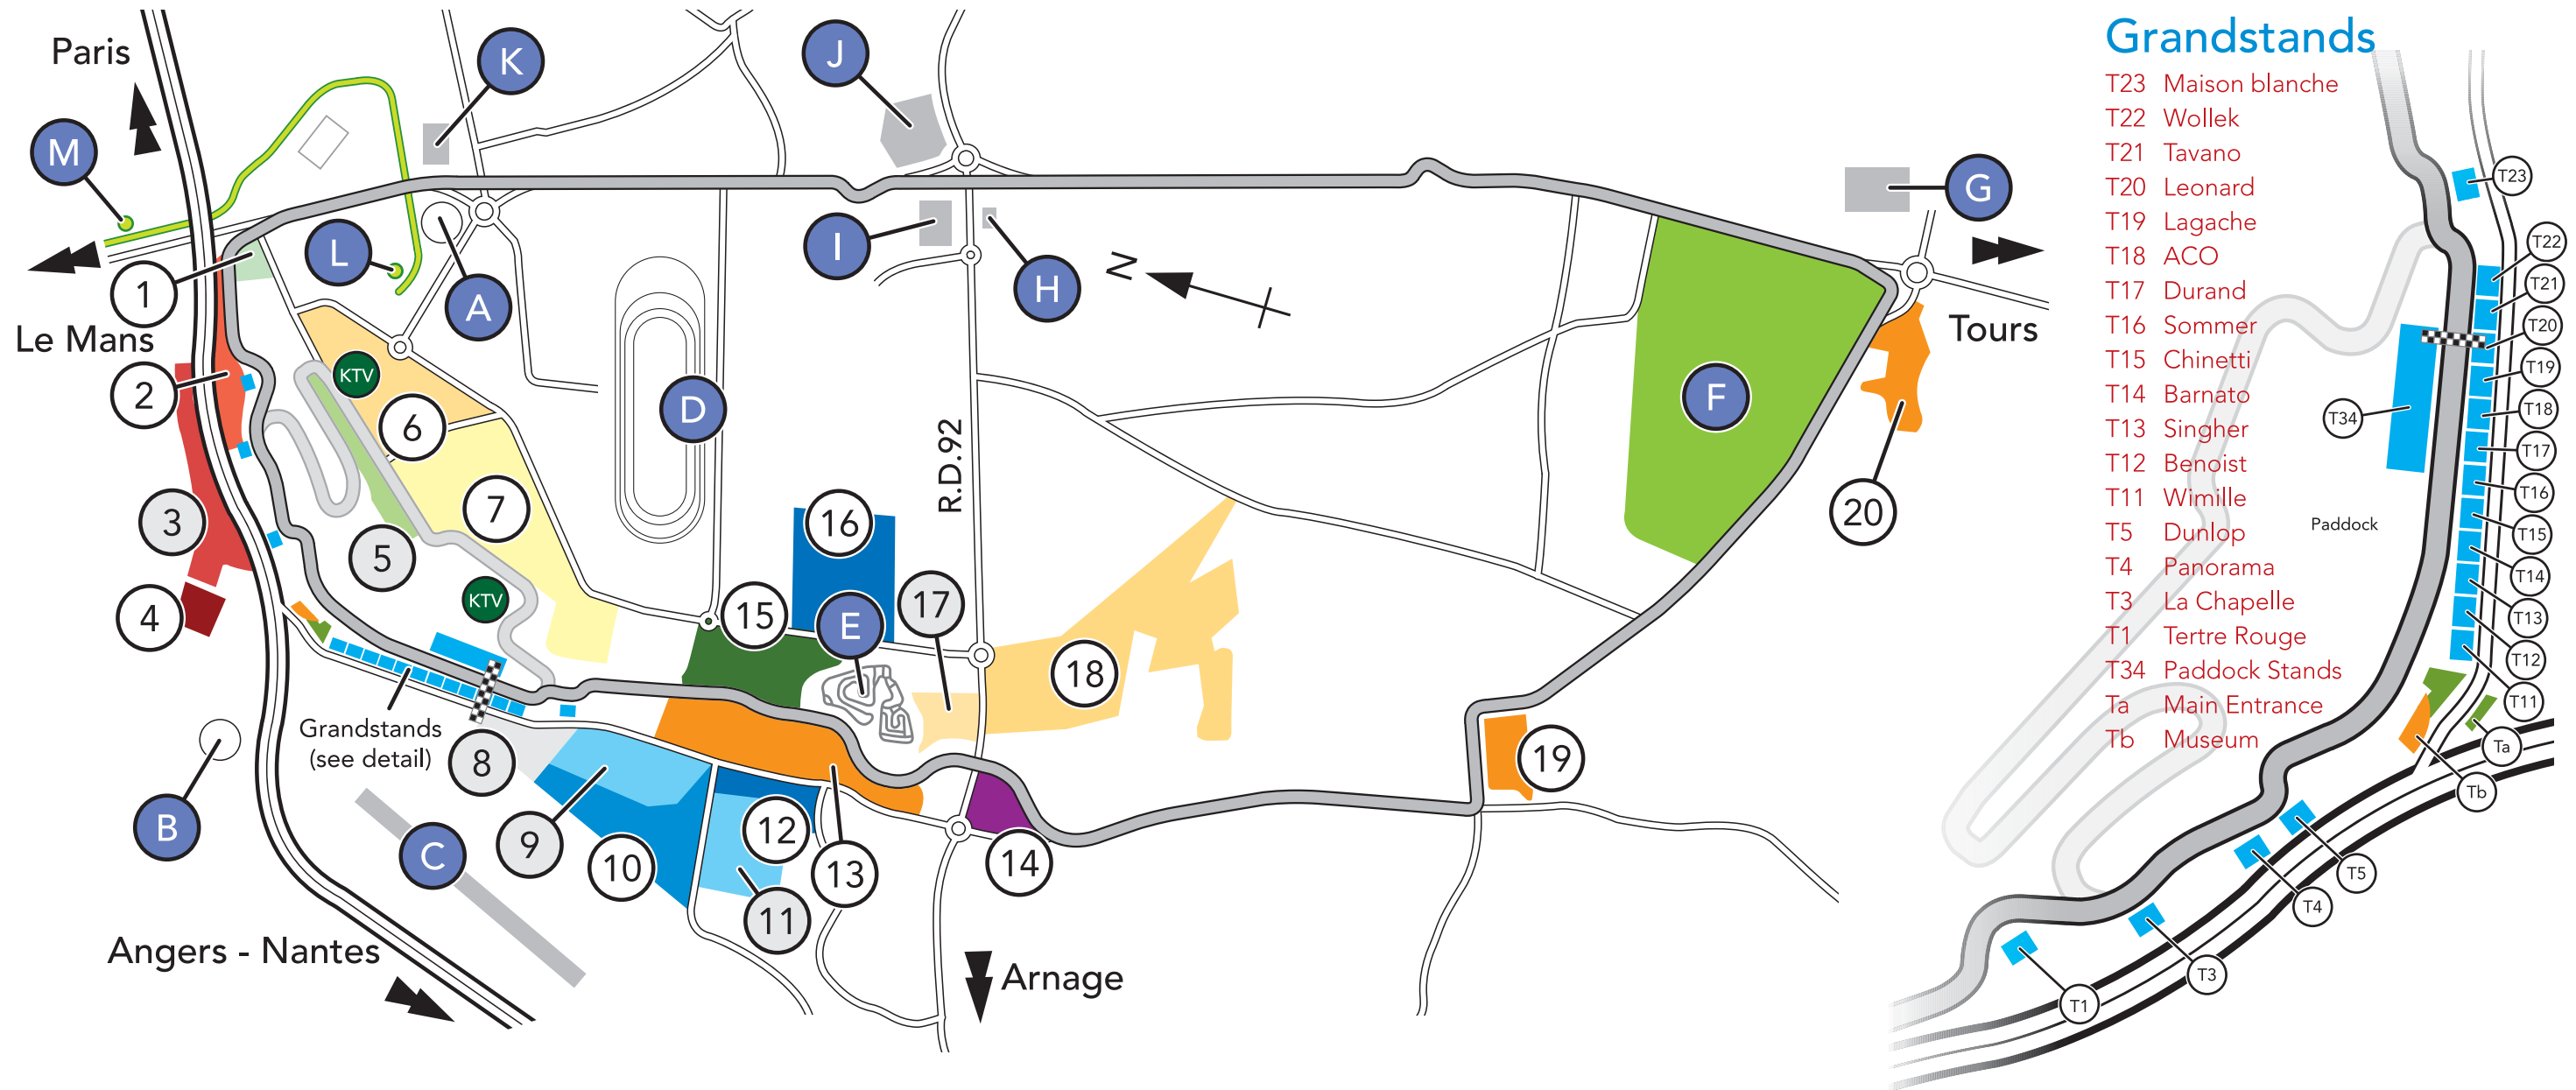 Paris
K
J
M
G
L
I
1
A
H
N
Tours
Le Mans
KTV
2
D
F
6
R.D.92
7
16
20
3
5
KTV
17
4
15
E
18
Grandstands
(see detail)
8
19
B
12
9
C
10
13
14
11
Angers - Nantes
Arnage
Grandstands
T23 Maison blanche
T22 Wollek
T21 Tavano
T20 Leonard
T19 Lagache
T18 ACO
T17 Durand
T16 Sommer
T15 Chinetti
T14 Barnato
T13 Singher
T12 Benoist
T11 Wimille
T5 Dunlop
T4 Panorama
T3 La Chapelle
T1 Tertre Rouge
T34 Paddock Stands
Ta Main Entrance
Tb Museum
T23
T22
T21
T20
T19
T18
T34
T17
T16
Paddock
T15
T14
T13
T12
T11
Ta
Tb
T5
T4
T3
T1